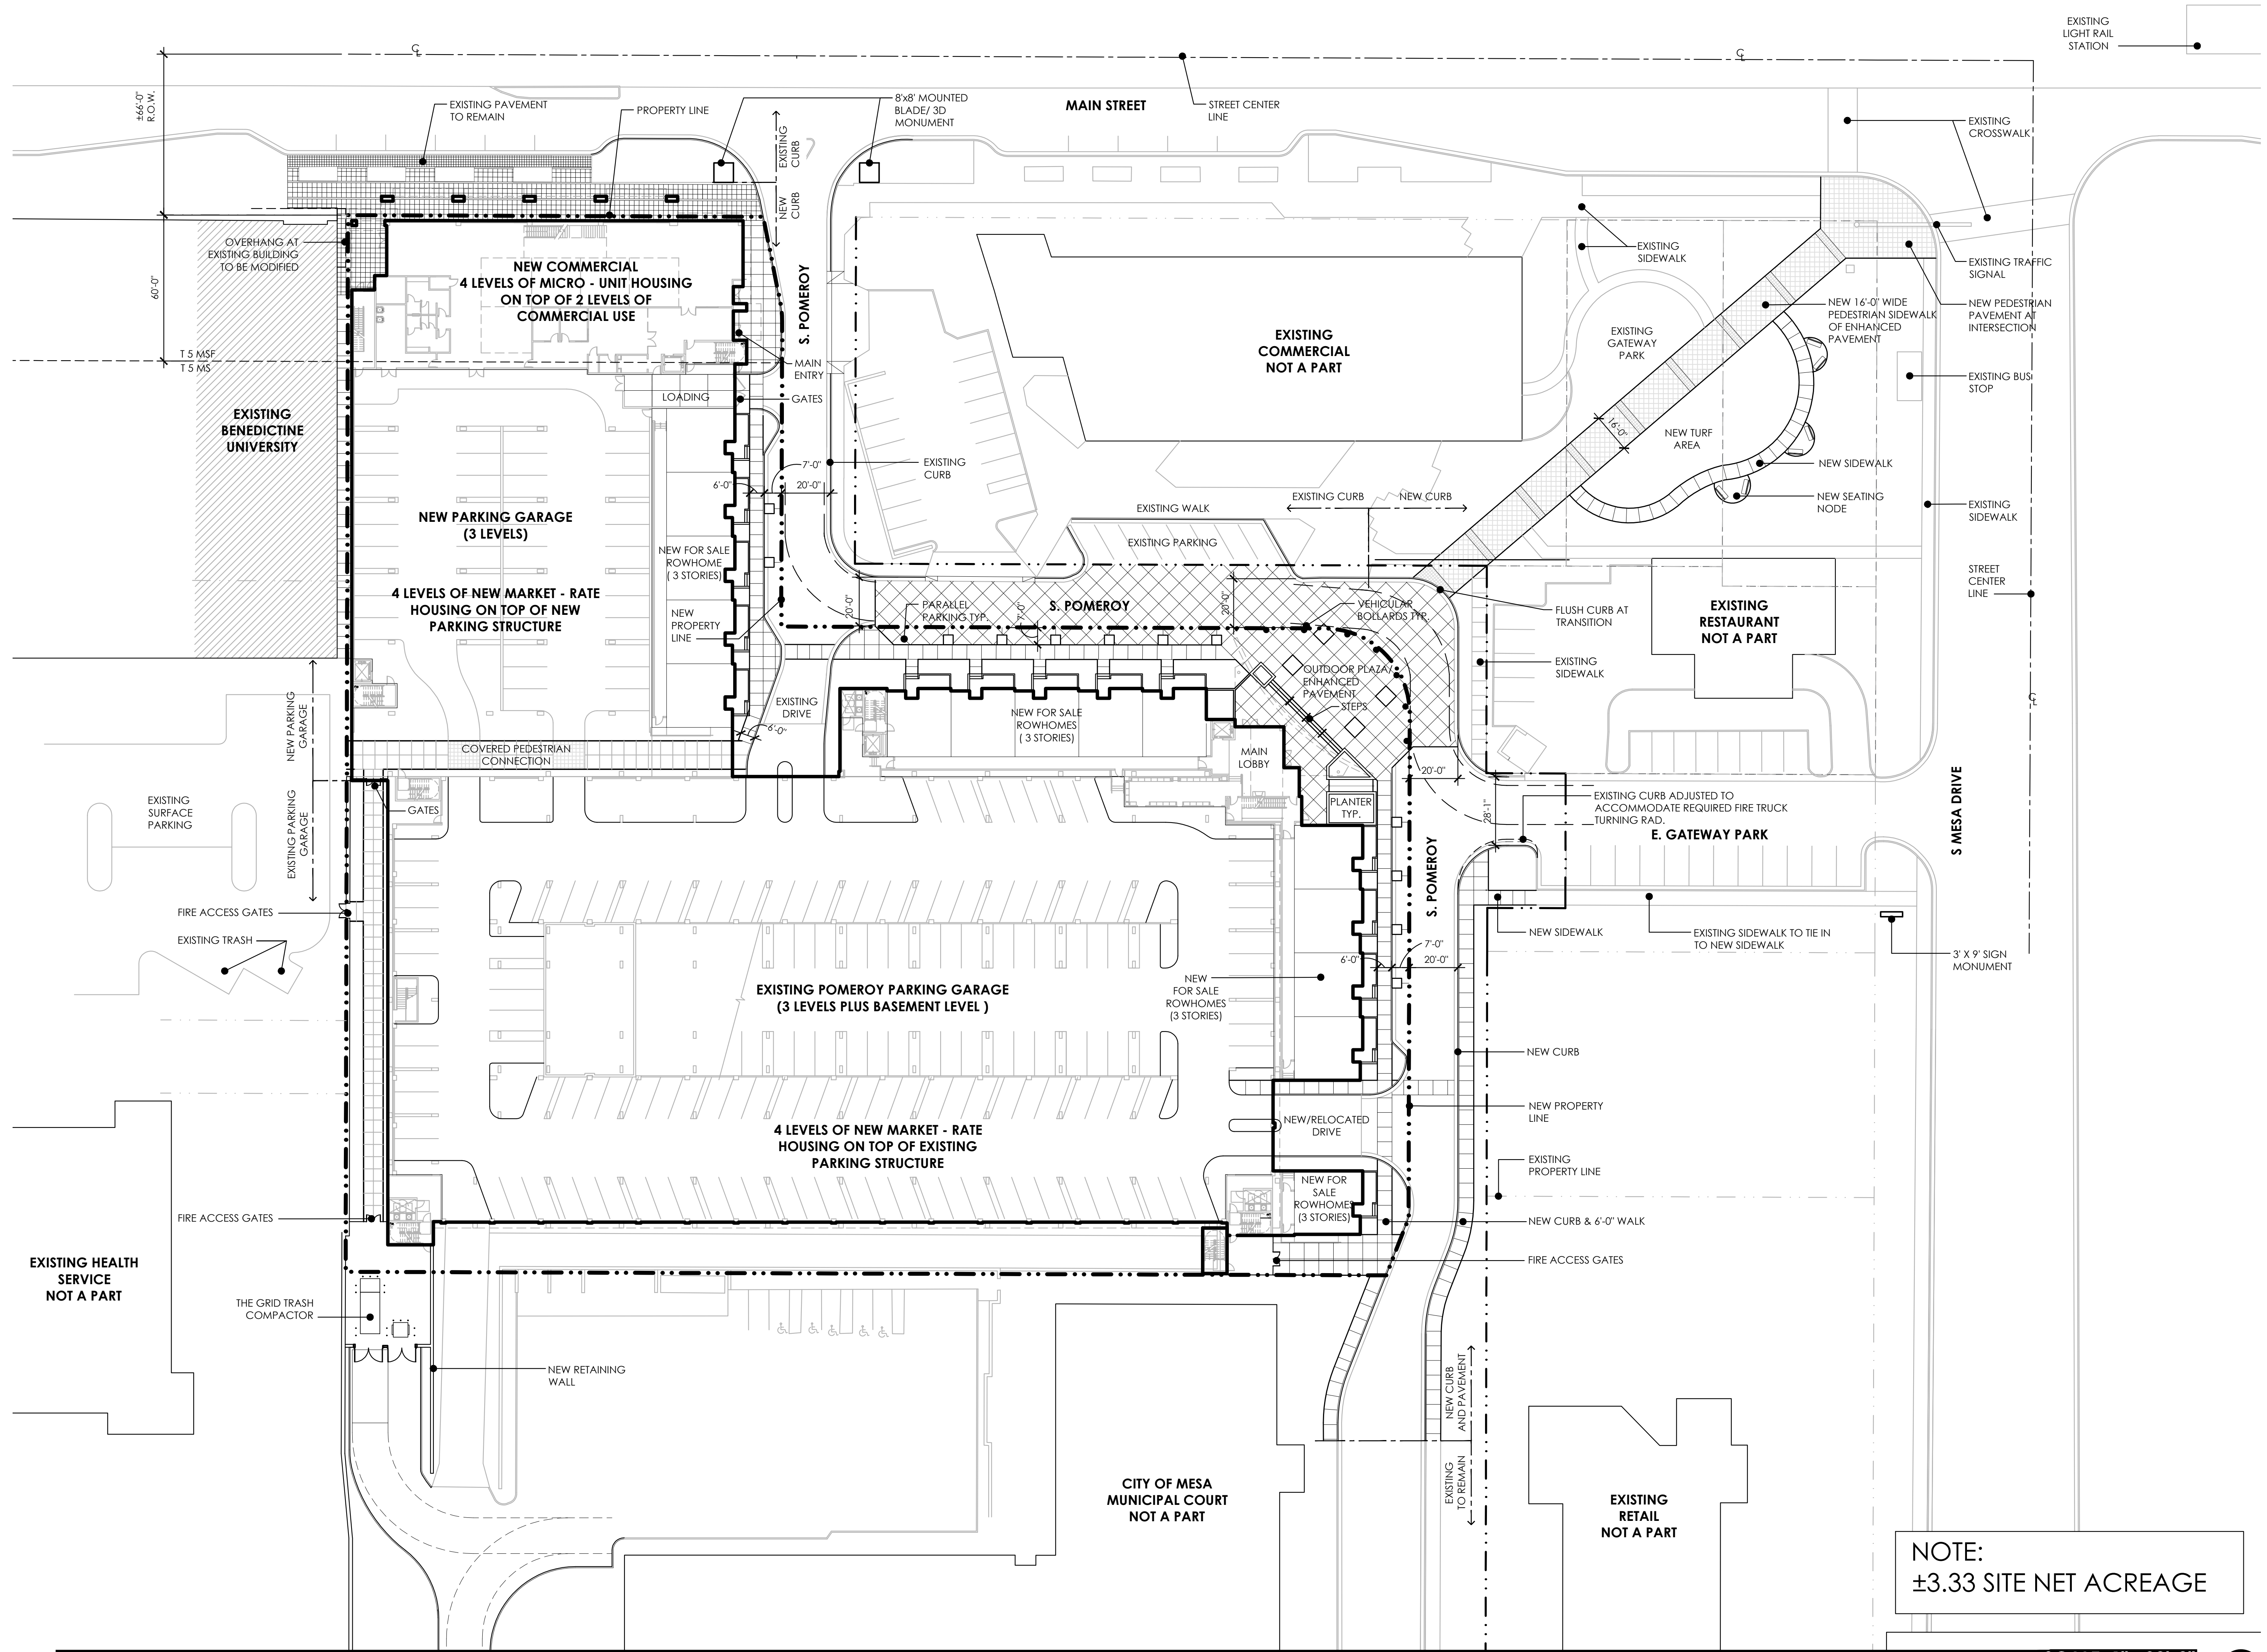 EXISTING
LIGHT RAIL
STATION
C
L
C
L
±66'-0"
R.O.W.
EXISTING PAVEMENT
TO REMAIN
PROPERTY LINE
8'x8' MOUNTED
BLADE/ 3D
MONUMENT
MAIN STREET
STREET CENTER
LINE
EXISTING
CROSSWALK
EXISTING
CURB
NEW
CURB
OVERHANG AT
EXISTING BUILDING
TO BE MODIFIED
60'-0"
NEW COMMERCIAL
4 LEVELS OF MICRO - UNIT HOUSING
ON TOP OF 2 LEVELS OF
COMMERCIAL USE
S. POMEROY
EXISTING
SIDEWALK
EXISTING TRAFFIC
SIGNAL
NEW 16'-0" WIDE
PEDESTRIAN SIDEWALK
OF ENHANCED
PAVEMENT
NEW PEDESTRIAN
PAVEMENT AT
INTERSECTION
EXISTING
GATEWAY
PARK
EXISTING
COMMERCIAL
NOT A PART
T 5 MSF
T 5 MS
MAIN
ENTRY
LOADING
GATES
EXISTING BUS
STOP
EXISTING
BENEDICTINE
UNIVERSITY
16'-0"
NEW TURF
AREA
7'-0"
EXISTING
CURB
6'-0"
20'-0"
NEW SIDEWALK
NEW SEATING
NODE
EXISTING
SIDEWALK
EXISTING CURB
NEW CURB
EXISTING WALK
EXISTING PARKING
NEW PARKING GARAGE
(3 LEVELS)
NEW FOR SALE
ROWHOME
( 3 STORIES)
4 LEVELS OF NEW MARKET - RATE
HOUSING ON TOP OF NEW
PARKING STRUCTURE
NEW
PROPERTY
LINE
20'-0"
PARALLEL
PARKING TYP.
7'-0"
S. POMEROY
20'-0"
VEHICULAR
BOLLARDS TYP.
FLUSH CURB AT
TRANSITION
EXISTING
RESTAURANT
NOT A PART
STREET
CENTER
LINE
EXISTING
SIDEWALK
OUTDOOR PLAZA/
ENHANCED
PAVEMENT
STEPS
C
L
NEW PARKING
GARAGE
EXISTING
DRIVE
6'-0"
NEW FOR SALE
ROWHOMES
( 3 STORIES)
COVERED PEDESTRIAN
CONNECTION
MAIN
LOBBY
20'-0"
EXISTING PARKING
GARAGE
EXISTING
SURFACE
PARKING
GATES
PLANTER
TYP.
28'-1"
EXISTING CURB ADJUSTED TO
ACCOMMODATE REQUIRED FIRE TRUCK
TURNING RAD.
E. GATEWAY PARK
S MESA DRIVE
S. POMEROY
FIRE ACCESS GATES
EXISTING TRASH
NEW SIDEWALK
EXISTING SIDEWALK TO TIE IN
TO NEW SIDEWALK
3' X 9' SIGN
MONUMENT
7'-0"
6'-0"
20'-0"
NEW
FOR SALE
ROWHOMES
(3 STORIES)
EXISTING POMEROY PARKING GARAGE
(3 LEVELS PLUS BASEMENT LEVEL )
NEW CURB
NEW PROPERTY
LINE
NEW/RELOCATED
DRIVE
4 LEVELS OF NEW MARKET - RATE
HOUSING ON TOP OF EXISTING
PARKING STRUCTURE
EXISTING
PROPERTY LINE
NEW FOR
SALE
ROWHOMES
(3 STORIES)
FIRE ACCESS GATES
NEW CURB & 6'-0" WALK
EXISTING HEALTH
SERVICE
NOT A PART
FIRE ACCESS GATES
THE GRID TRASH
COMPACTOR
NEW RETAINING
WALL
NEW CURB
AND PAVEMENT
EXISTING
TO REMAIN
CITY OF MESA
MUNICIPAL COURT
NOT A PART
EXISTING
RETAIL
NOT A PART
NOTE:
±3.33 SITE NET ACREAGE